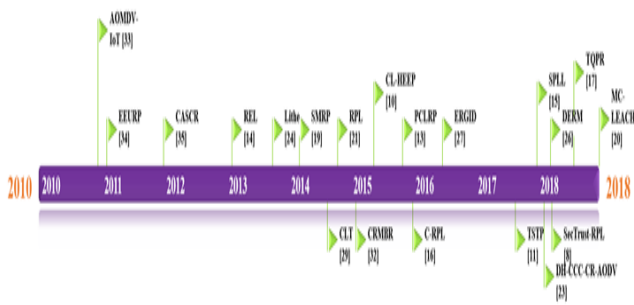 AOMDV-
IoT [33]
EEURP
[34]
CASCR
[35]
REL
[14]
Lithe
[24]
SMRP
[19]
RPL
[21]
CL-HEEP
[10]
PCLRP
[13]
ERGID
[27]
SPLL
[15]
DERM
[26]
TQPR
[17]
MC-
LEACH
[20]
2010 2010 2011 2012 2013 2014 2015 2016 2017 2018 2018
CLT
[29]
CRMBR
[32]
C-RPL
[16]
TSTP
[11]
SecTrust-RPL
[8]
DH-CCC-CR-AODV
[23]